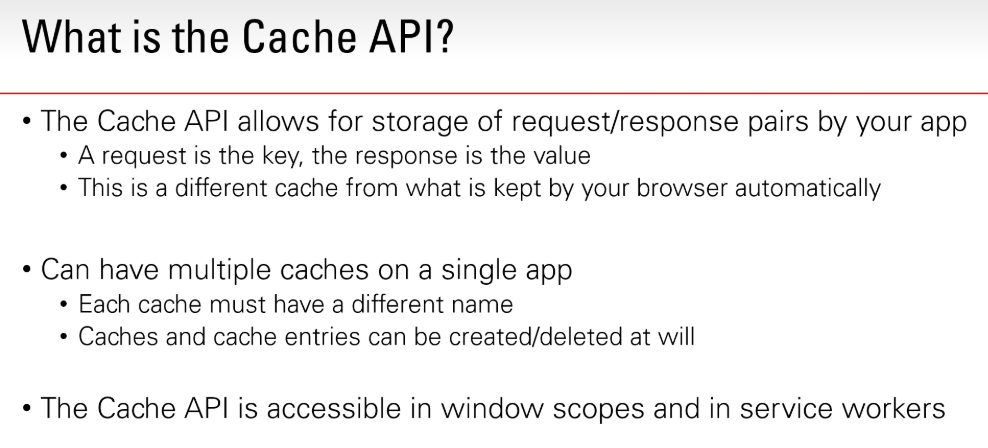 What is the Cache API?
• The Cache API allows for storage of request/response pairs by your app
• A request is the key, the response is the value
• This is a different cache from what is kept by your browser automatically
• Can have multiple caches on a single app
• Each cache must have a different name
• Caches and cache entries can be created/deleted at will
• The Cache API is accessible in window scopes and in service workers